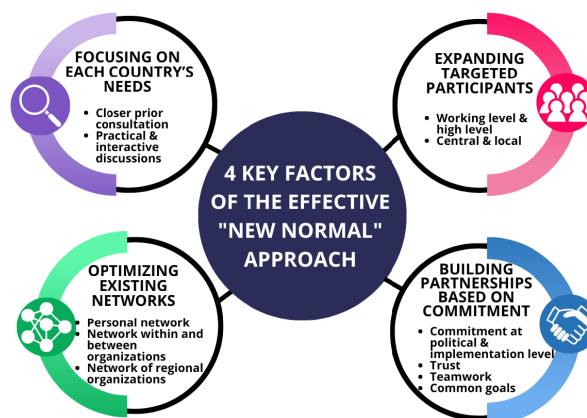 FOCUSING ON
EACH COUNTRY'S
NEEDS
• Closer prior
consultation
• Practical &
interactive
discussions
EXPANDING
TARGETED
PARTICIPANTS
• Working level &
high level
• Central & local
4 KEY FACTORS
OF THE EFFECTIVE
"NEW NORMAL"
APPROACH
OPTIMIZING
EXISTING
NETWORKS
• Personal network
• Network within and
between
organizations
• Network of regional
organizations
BUILDING
PARTNERSHIPS
BASED ON
COMMITMENT
• Commitment at
political &
implementation level
• Trust
• Teamwork
• Common goals